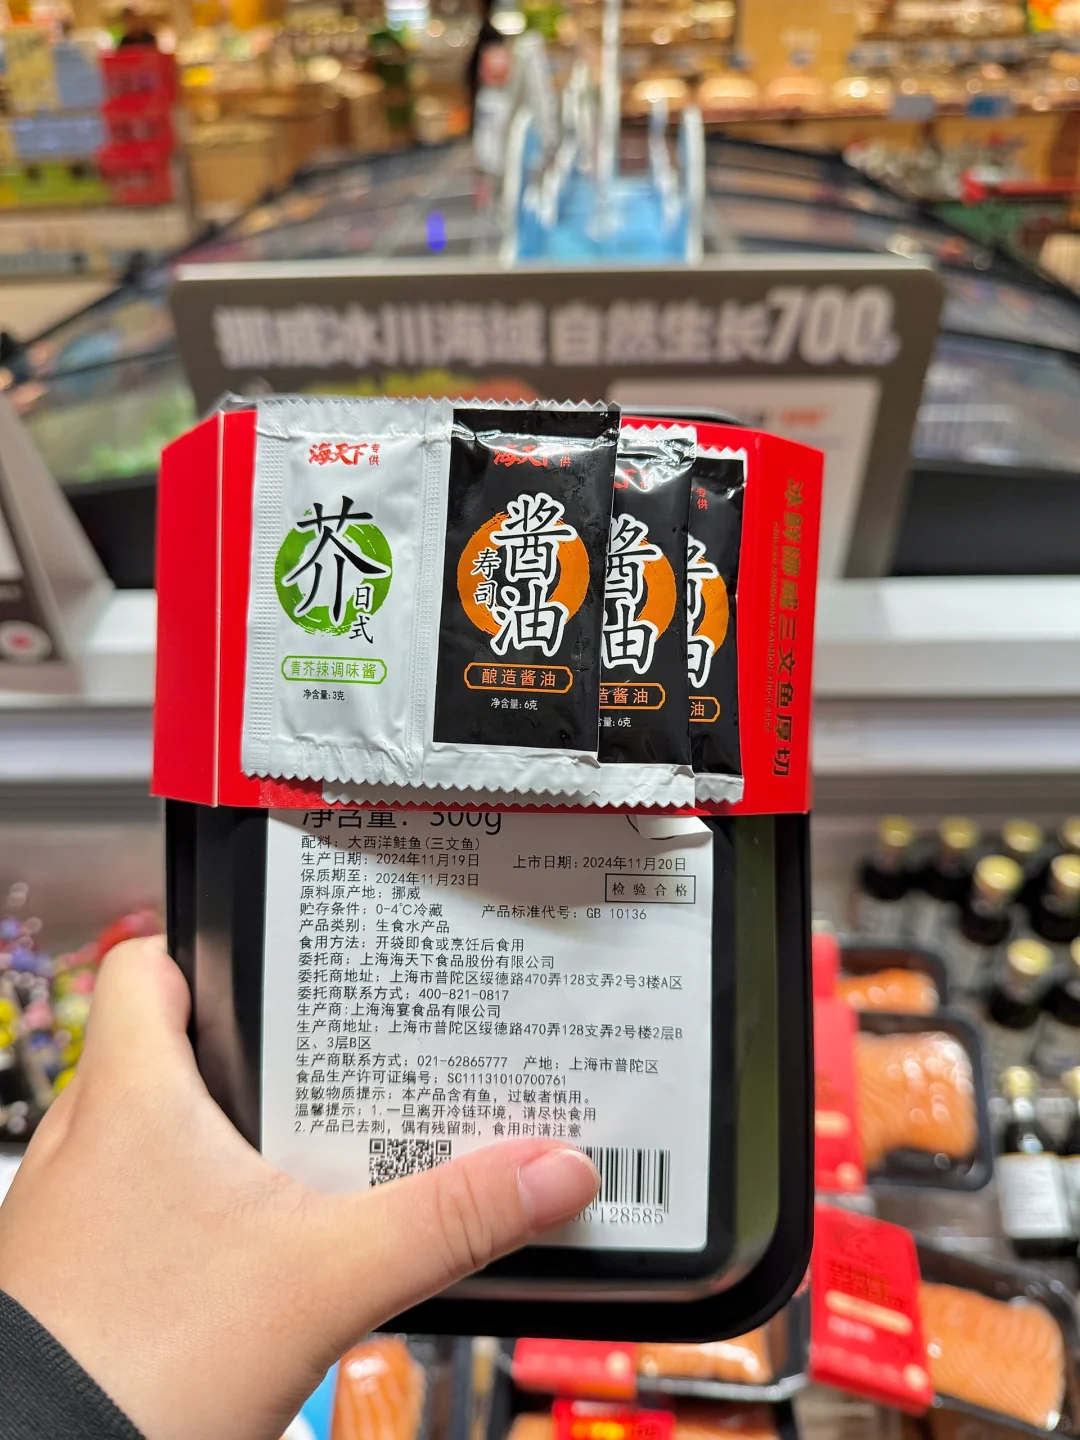 挪威冰川海域 自然生长700
海天下 专供
芥
日式
青芥辣调味酱
净含量:3克
海天下 专供
寿司
酱油
酿造酱油
净含量:6克
酱油
造酱油
量:6克
专供
油
冰鲜挪威三文鱼厚切
净含量: 300g
配料: 大西洋鲑鱼(三文鱼)
生产日期: 2024年11月19日 上市日期: 2024年11月20日
保质期至: 2024年11月23日
检验合格
原料原产地: 挪威
贮存条件: 0-4℃冷藏 产品标准代号: GB 10136
产品类别: 生食水产品
食用方法: 开袋即食或烹饪后食用
委托商: 上海海天下食品股份有限公司
委托商地址: 上海市普陀区绥德路470弄128支弄2号3楼A区
委托商联系方式: 400-821-0817
生产商:上海海宴食品有限公司
生产商地址: 上海市普陀区绥德路470弄128支弄2号楼2层B
区、3层B区
生产商联系方式: 021-62865777 产地: 上海市普陀区
食品生产许可证编号: SC11131010700761
致敏物质提示: 本产品含有鱼, 过敏者慎用。
温馨提示: 1.一旦离开冷链环境, 请尽快食用
2.产品已去刺, 偶有残留刺, 食用时请注意
128585